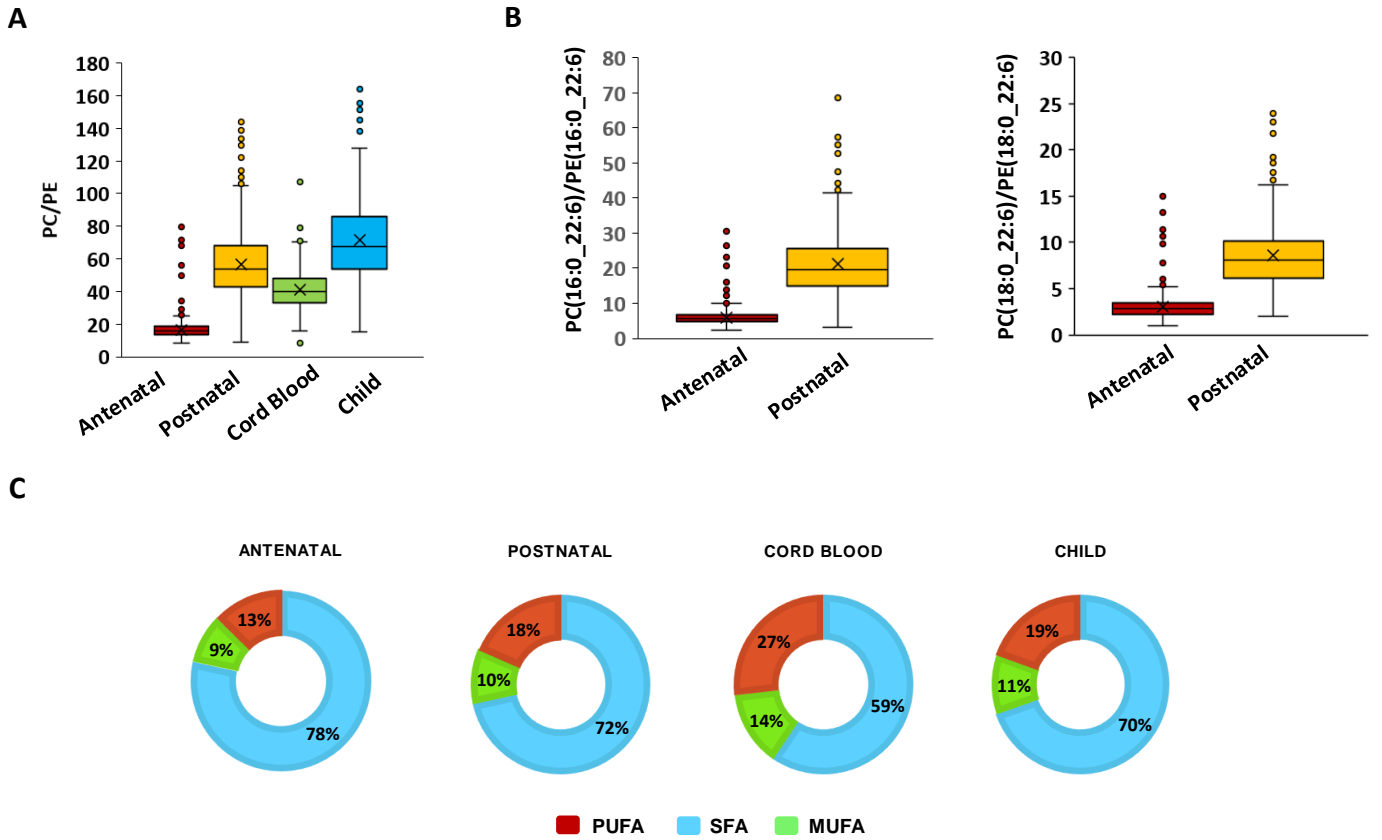 A
B
PC/PE
180
160
140
120
100
80
60
40
20
0
Antenatal
Postnatal
Cord Blood
Child
PC(16:0_22:6)/PE(16:0_22:6)
80
70
60
50
40
30
20
10
0
Antenatal
Postnatal
PC(18:0_22:6)/PE(18:0_22:6)
30
25
20
15
10
5
0
Antenatal
Postnatal
C
ANTENATAL
13%
9%
78%
POSTNATAL
18%
10%
72%
CORD BLOOD
27%
14%
59%
CHILD
19%
11%
70%
PUFA
SFA
MUFA